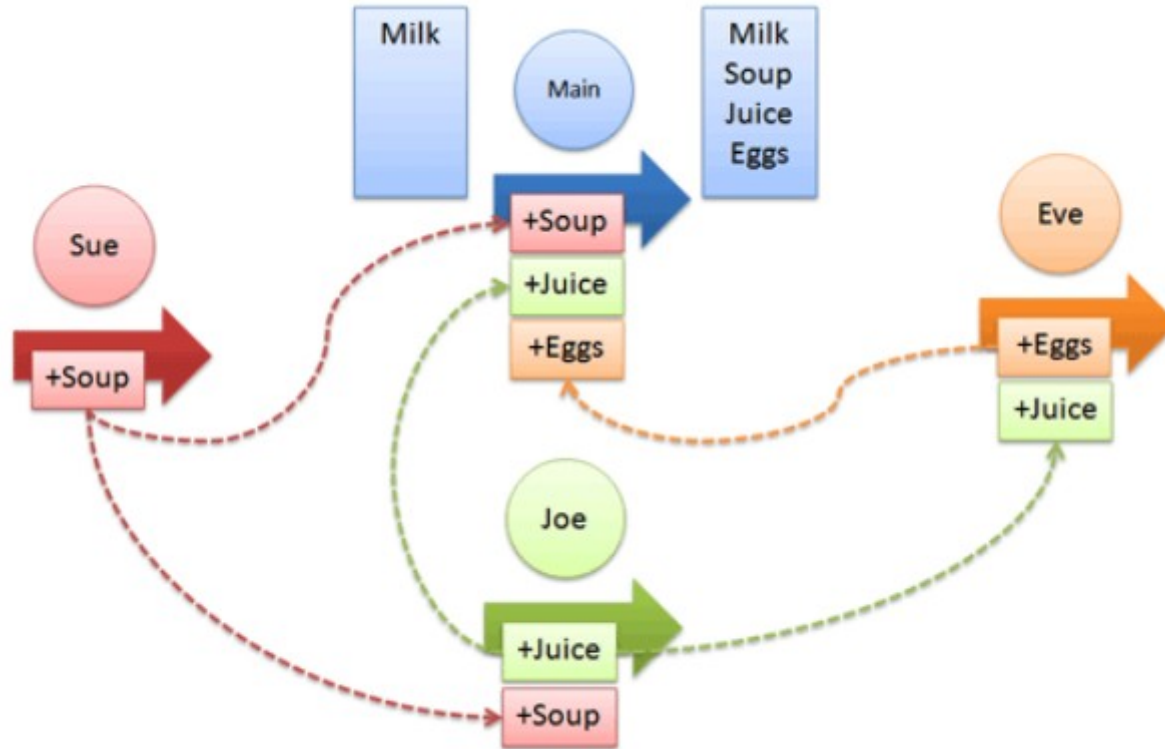 Milk
Main
Milk
Soup
Juice
Eggs
Sue
+Soup
+Soup
+Juice
+Eggs
Eve
+Eggs
+Juice
Joe
+Juice
+Soup